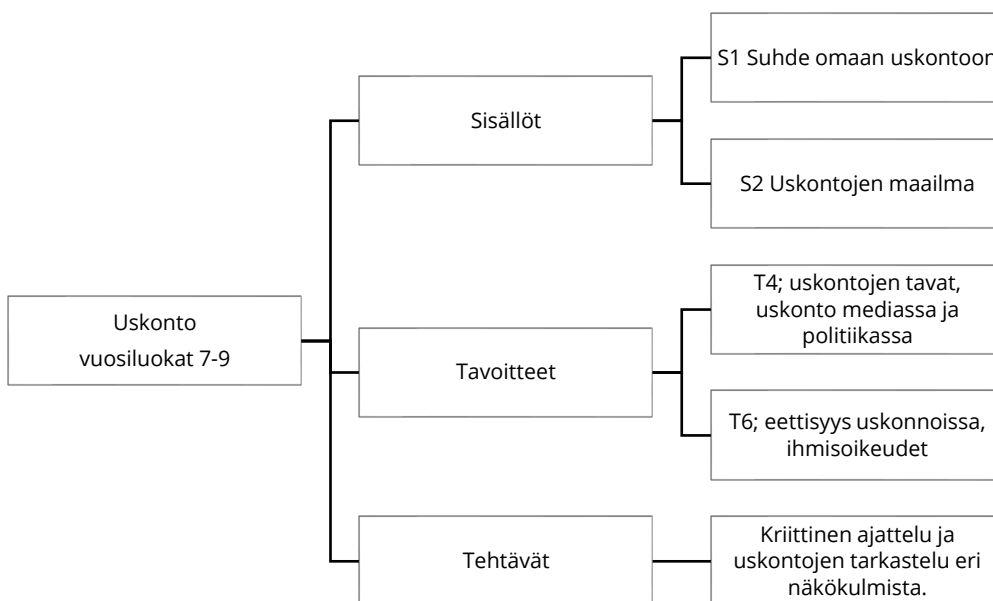 Uskonto
vuosiluokat 7-9
Sisällöt
S1 Suhde omaan uskontoon
S2 Uskontojen maailma
Tavoitteet
T4; uskontojen tavat,
uskonto mediassa ja
politiikassa
T6; eettisyys uskonnoissa,
ihmisoikeudet
Tehtävät
Kriittinen ajattelu ja
uskontojen tarkastelu eri
näkökulmista.